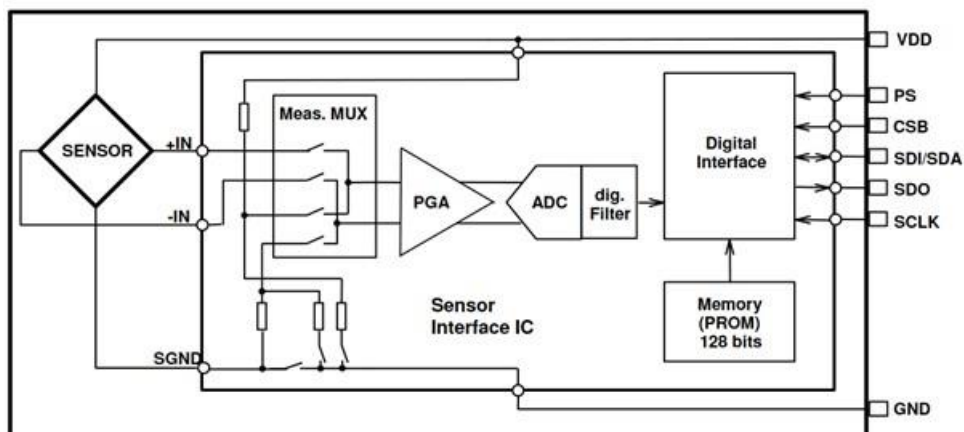 VDD
PS
Meas. MUX
CSB
Digital
Interface
SENSOR
+IN
SDI/SDA
PGA
ADC
dig.
Filter
SDO
-IN
SCLK
Sensor
Interface IC
Memory
(PROM)
128 bits
SGND
GND